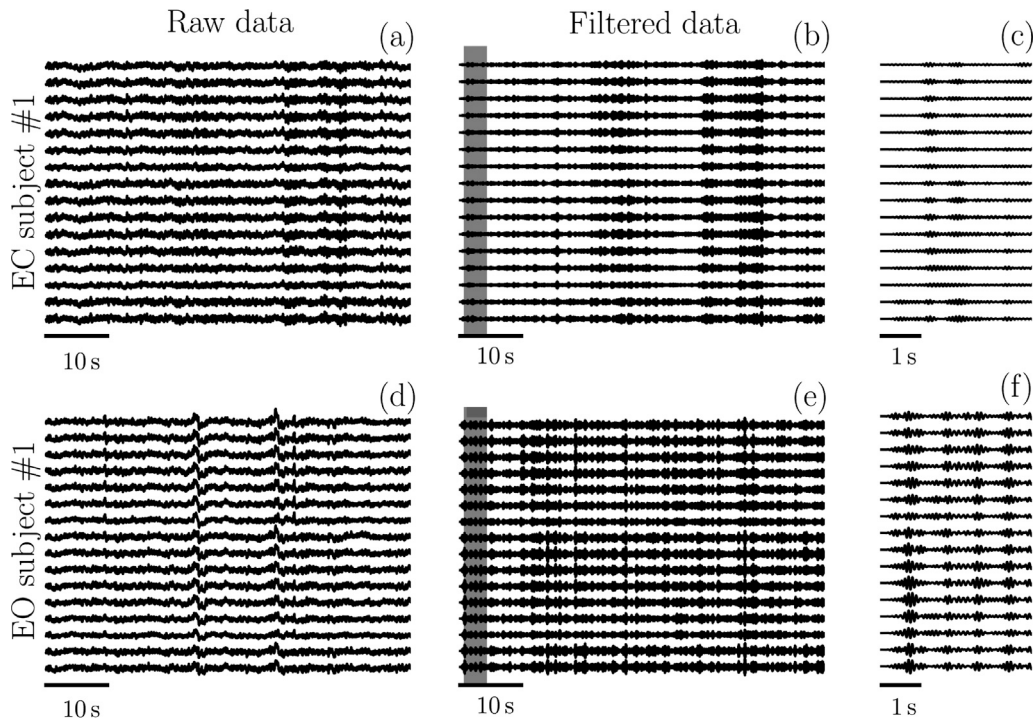 Raw data
Filtered data
(a)
(b)
(c)
EC subject #1
10 s
10 s
1 s
(d)
(e)
(f)
EO subject #1
10 s
10 s
1 s